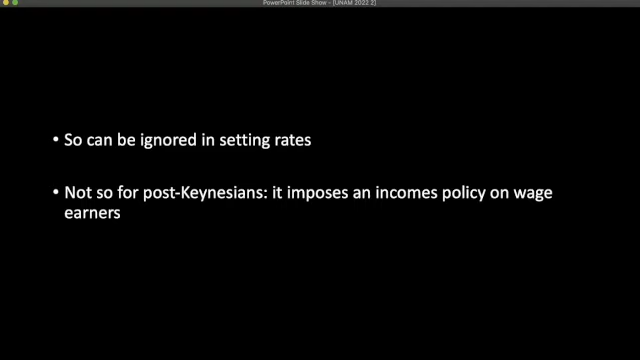 PowerPoint Slide Show - [UNAM 2022 2]
• So can be ignored in setting rates
• Not so for post-Keynesians: it imposes an incomes policy on wage
earners